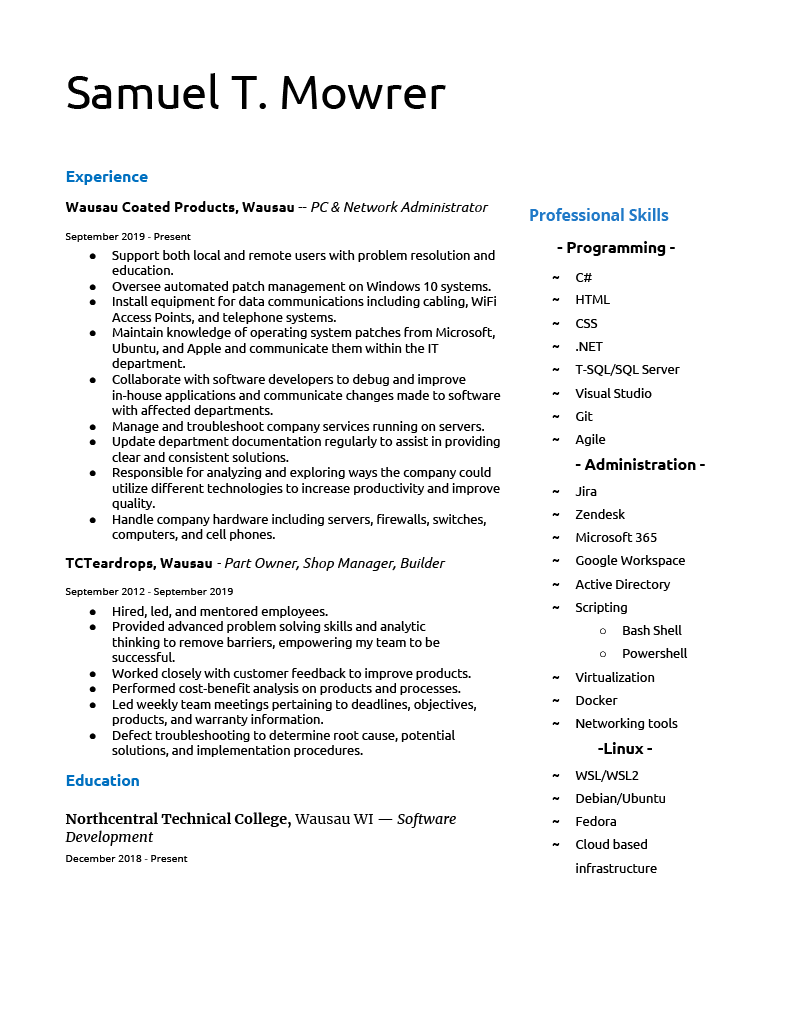 Samuel T. Mowrer
Experience
Wausau Coated Products, Wausau -- PC & Network Administrator
September 2019 - Present
● Support both local and remote users with problem resolution and
education.
● Oversee automated patch management on Windows 10 systems.
● Install equipment for data communications including cabling, WiFi
Access Points, and telephone systems.
● Maintain knowledge of operating system patches from Microsoft,
Ubuntu, and Apple and communicate them within the IT
department.
● Collaborate with software developers to debug and improve
in-house applications and communicate changes made to software
with affected departments.
● Manage and troubleshoot company services running on servers.
● Update department documentation regularly to assist in providing
clear and consistent solutions.
● Responsible for analyzing and exploring ways the company could
utilize different technologies to increase productivity and improve
quality.
● Handle company hardware including servers, firewalls, switches,
computers, and cell phones.
TCTeardrops, Wausau - Part Owner, Shop Manager, Builder
September 2012 - September 2019
● Hired, led, and mentored employees.
● Provided advanced problem solving skills and analytic
thinking to remove barriers, empowering my team to be
successful.
● Worked closely with customer feedback to improve products.
● Performed cost-benefit analysis on products and processes.
● Led weekly team meetings pertaining to deadlines, objectives,
products, and warranty information.
● Defect troubleshooting to determine root cause, potential
solutions, and implementation procedures.
Education
Northcentral Technical College, Wausau WI — Software
Development
December 2018 - Present
Professional Skills
- Programming -
~ C#
~ HTML
~ CSS
~ .NET
~ T-SQL/SQL Server
~ Visual Studio
~ Git
~ Agile
- Administration -
~ Jira
~ Zendesk
~ Microsoft 365
~ Google Workspace
~ Active Directory
~ Scripting
○ Bash Shell
○ Powershell
~ Virtualization
~ Docker
~ Networking tools
-Linux -
~ WSL/WSL2
~ Debian/Ubuntu
~ Fedora
~ Cloud based
infrastructure